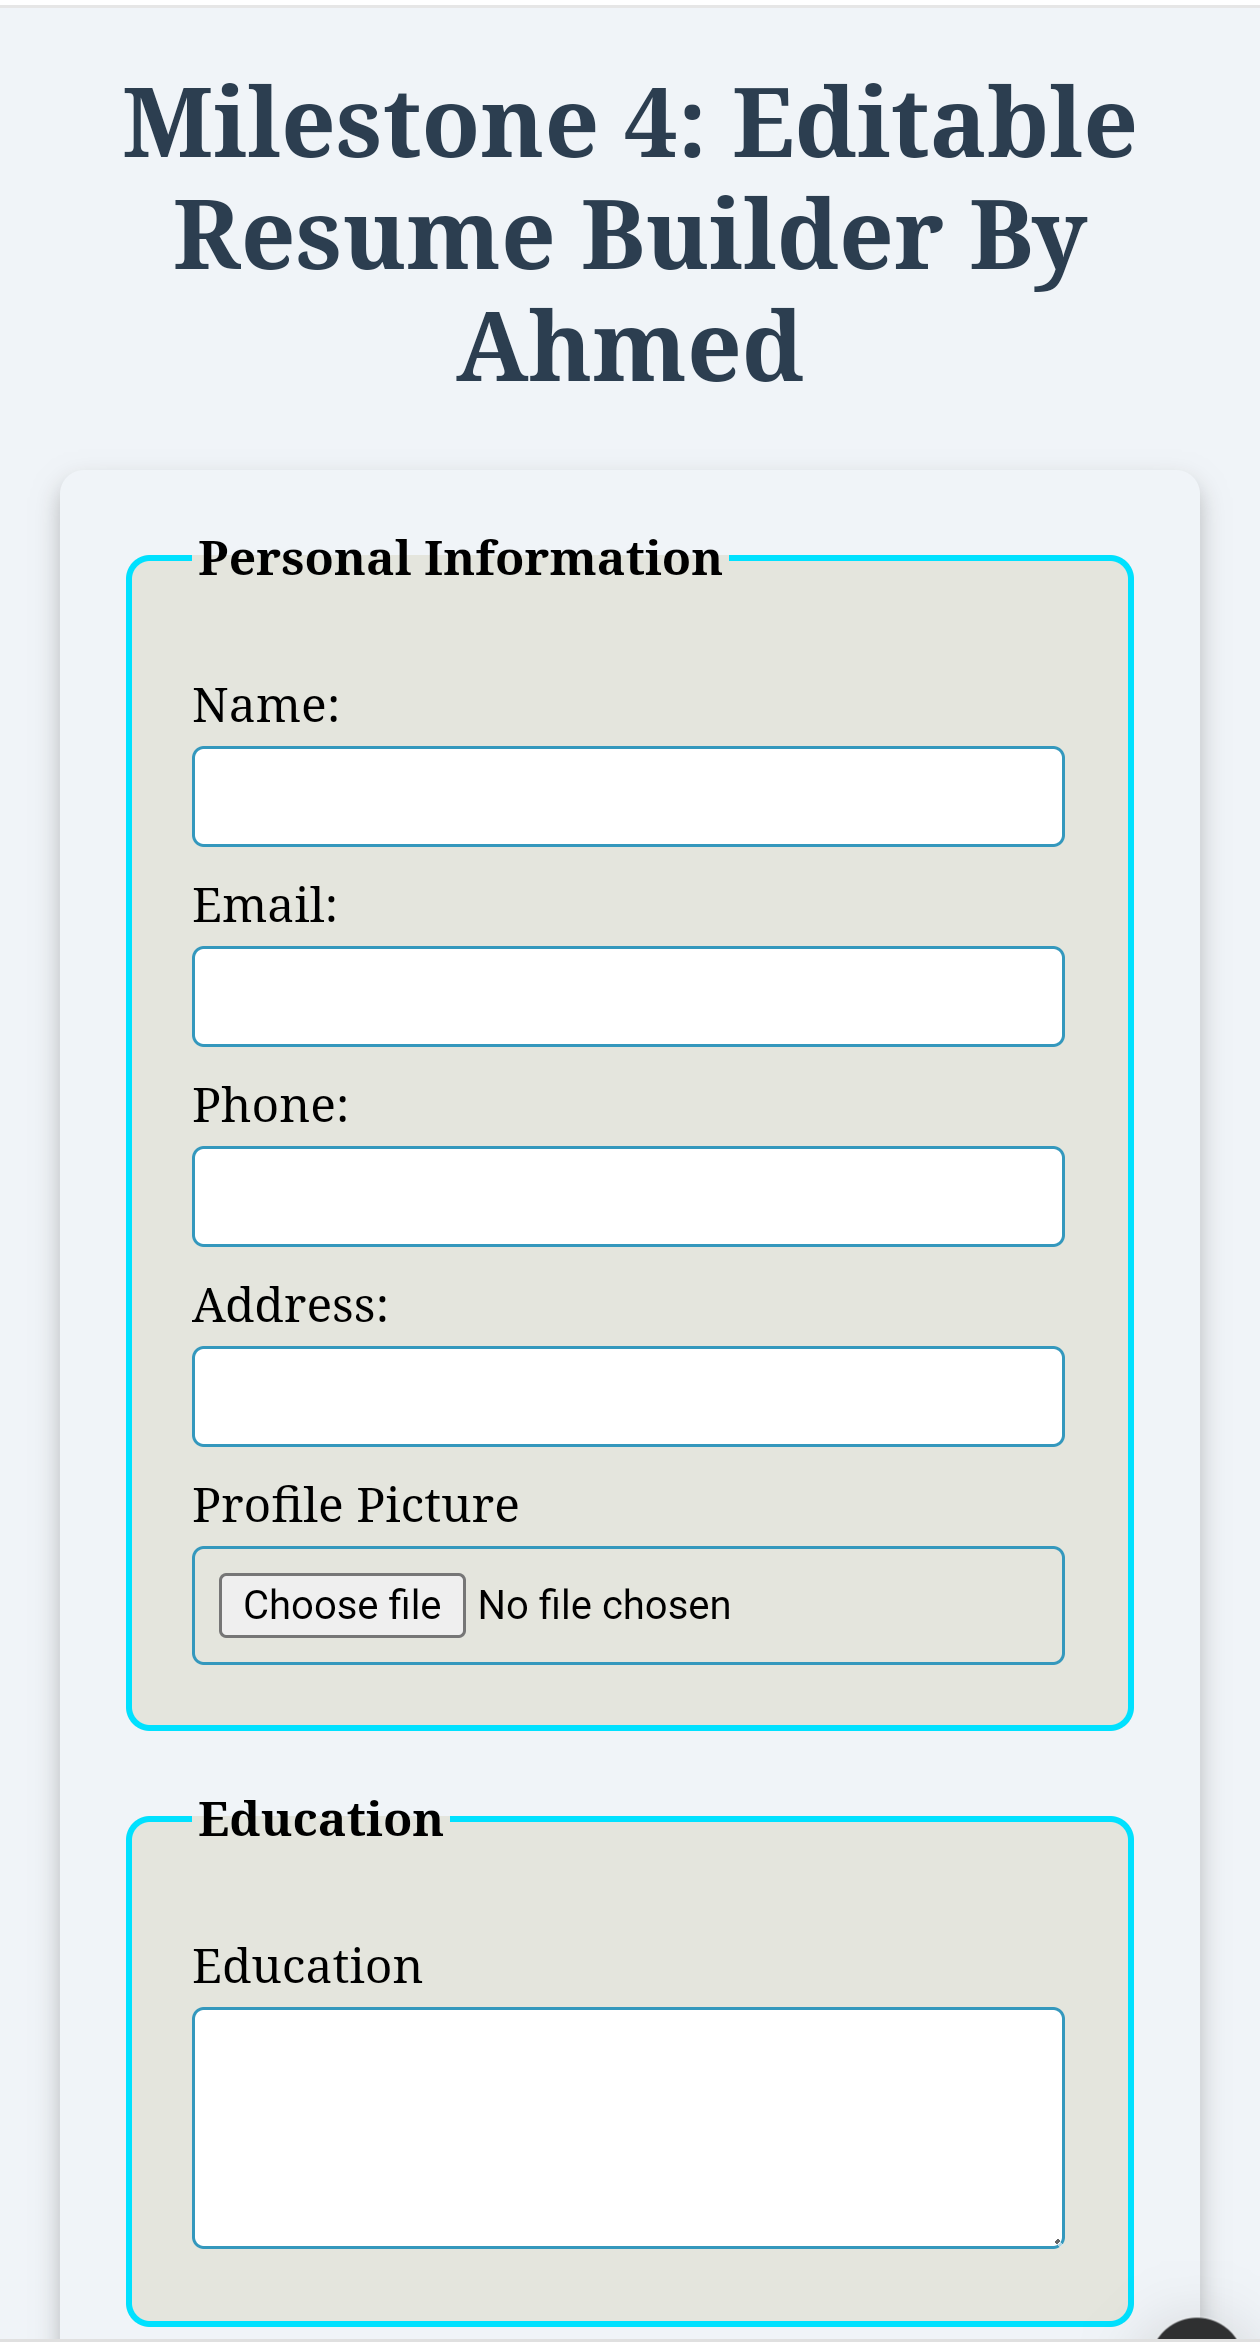 Milestone 4: Editable
Resume Builder By
Ahmed
Personal Information
Name:
Email:
Phone:
Address:
Profile Picture
Choose file No file chosen
Education
Education